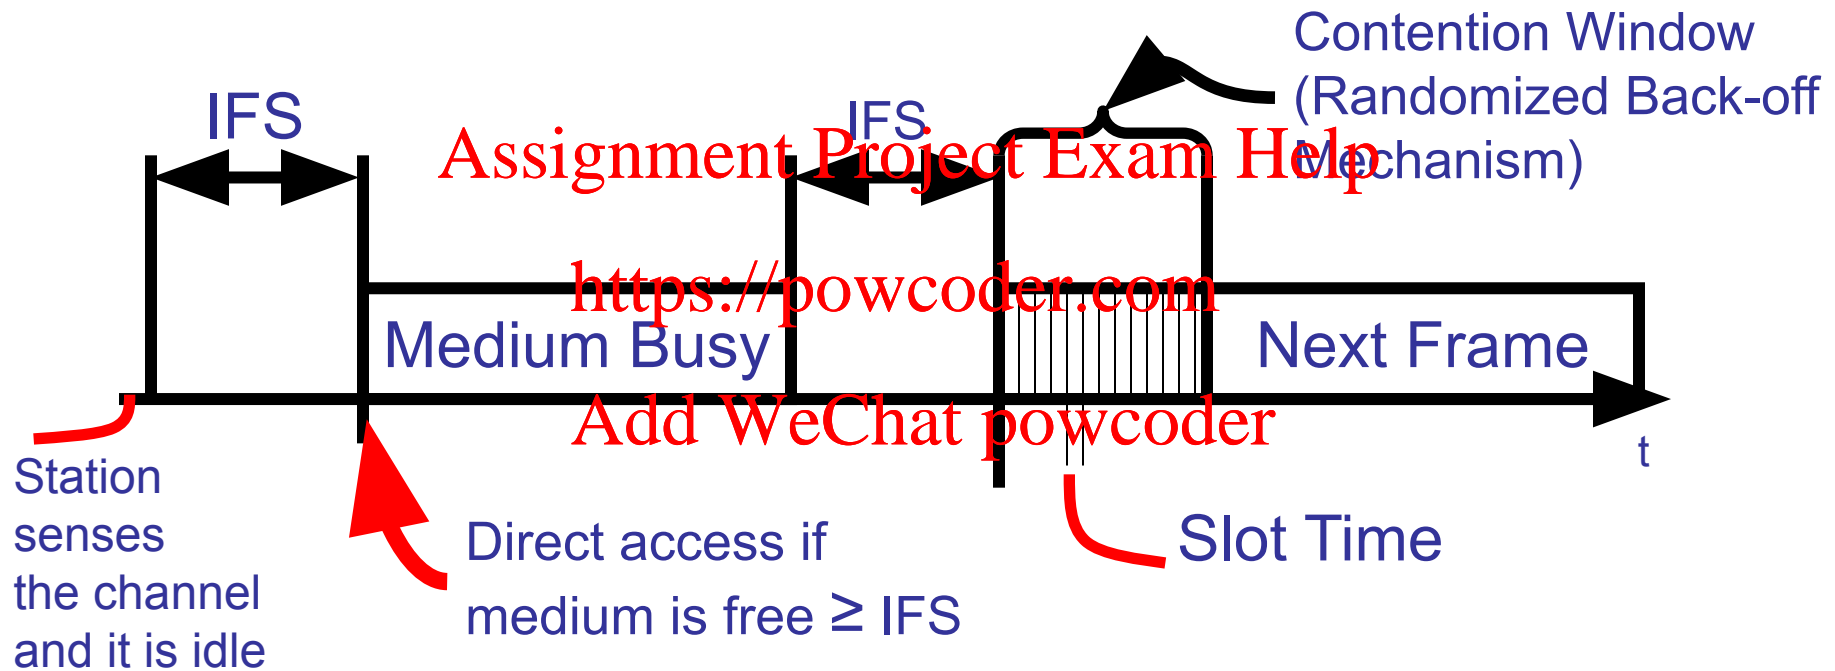 Contention Window
(Randomized Back-off
Mechanism)
IFS
IFS
Assignment Project Exam Help
https://powcoder.com
Medium Busy
Next Frame
Add WeChat powcoder
t
Station
senses
the channel
and it is idle
Direct access if
medium is free ≥ IFS
Slot Time